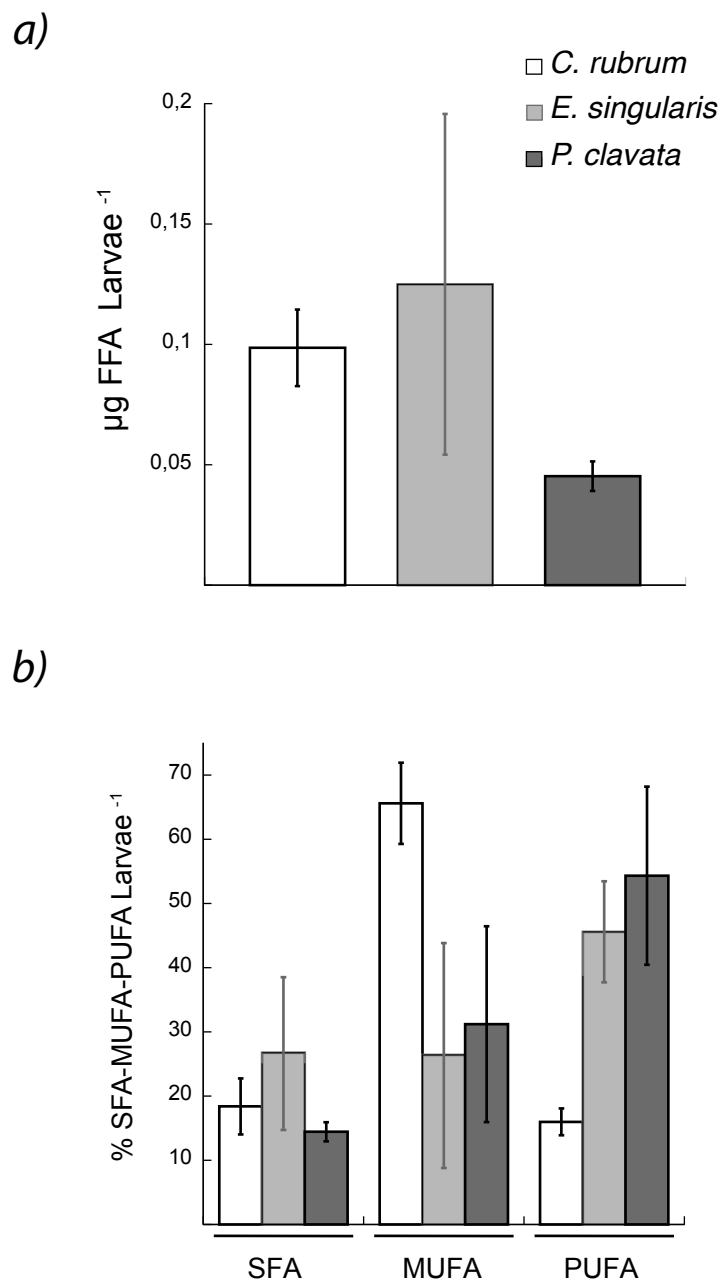 a)
C. rubrum
E. singularis
P. clavata
0,2
0,15
0,1
0,05
µg FFA Larvae -1
b)
70
60
50
40
30
20
10
% SFA-MUFA-PUFA Larvae -1
SFA MUFA PUFA